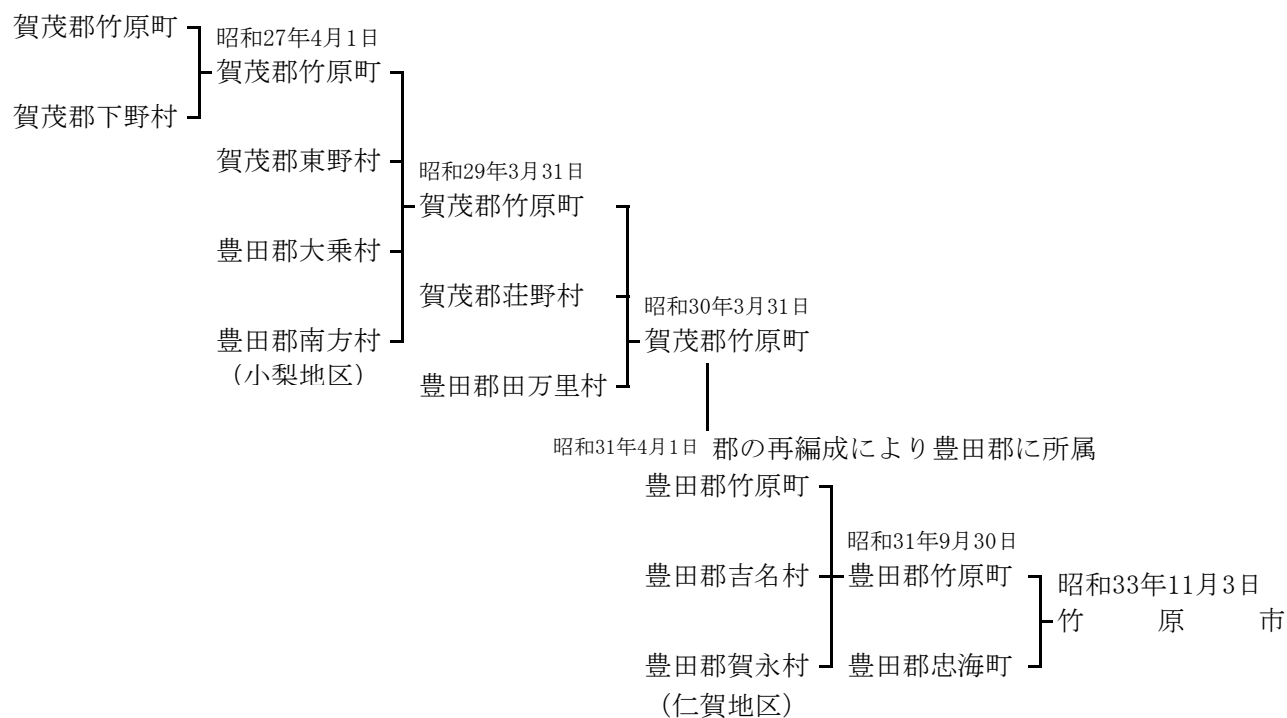 賀茂郡竹原町
昭和27年4月1日
賀茂郡竹原町
賀茂郡下野村
賀茂郡東野村
昭和29年3月31日
賀茂郡竹原町
豊田郡大乗村
賀茂郡荘野村
昭和30年3月31日
豊田郡南方村
賀茂郡竹原町
（小梨地区）
豊田郡田万里村
昭和31年4月1日 郡の再編成により豊田郡に所属
豊田郡竹原町
昭和31年9月30日
豊田郡吉名村
豊田郡竹原町
昭和33年11月3日
竹原市
豊田郡賀永村
豊田郡忠海町
（仁賀地区）